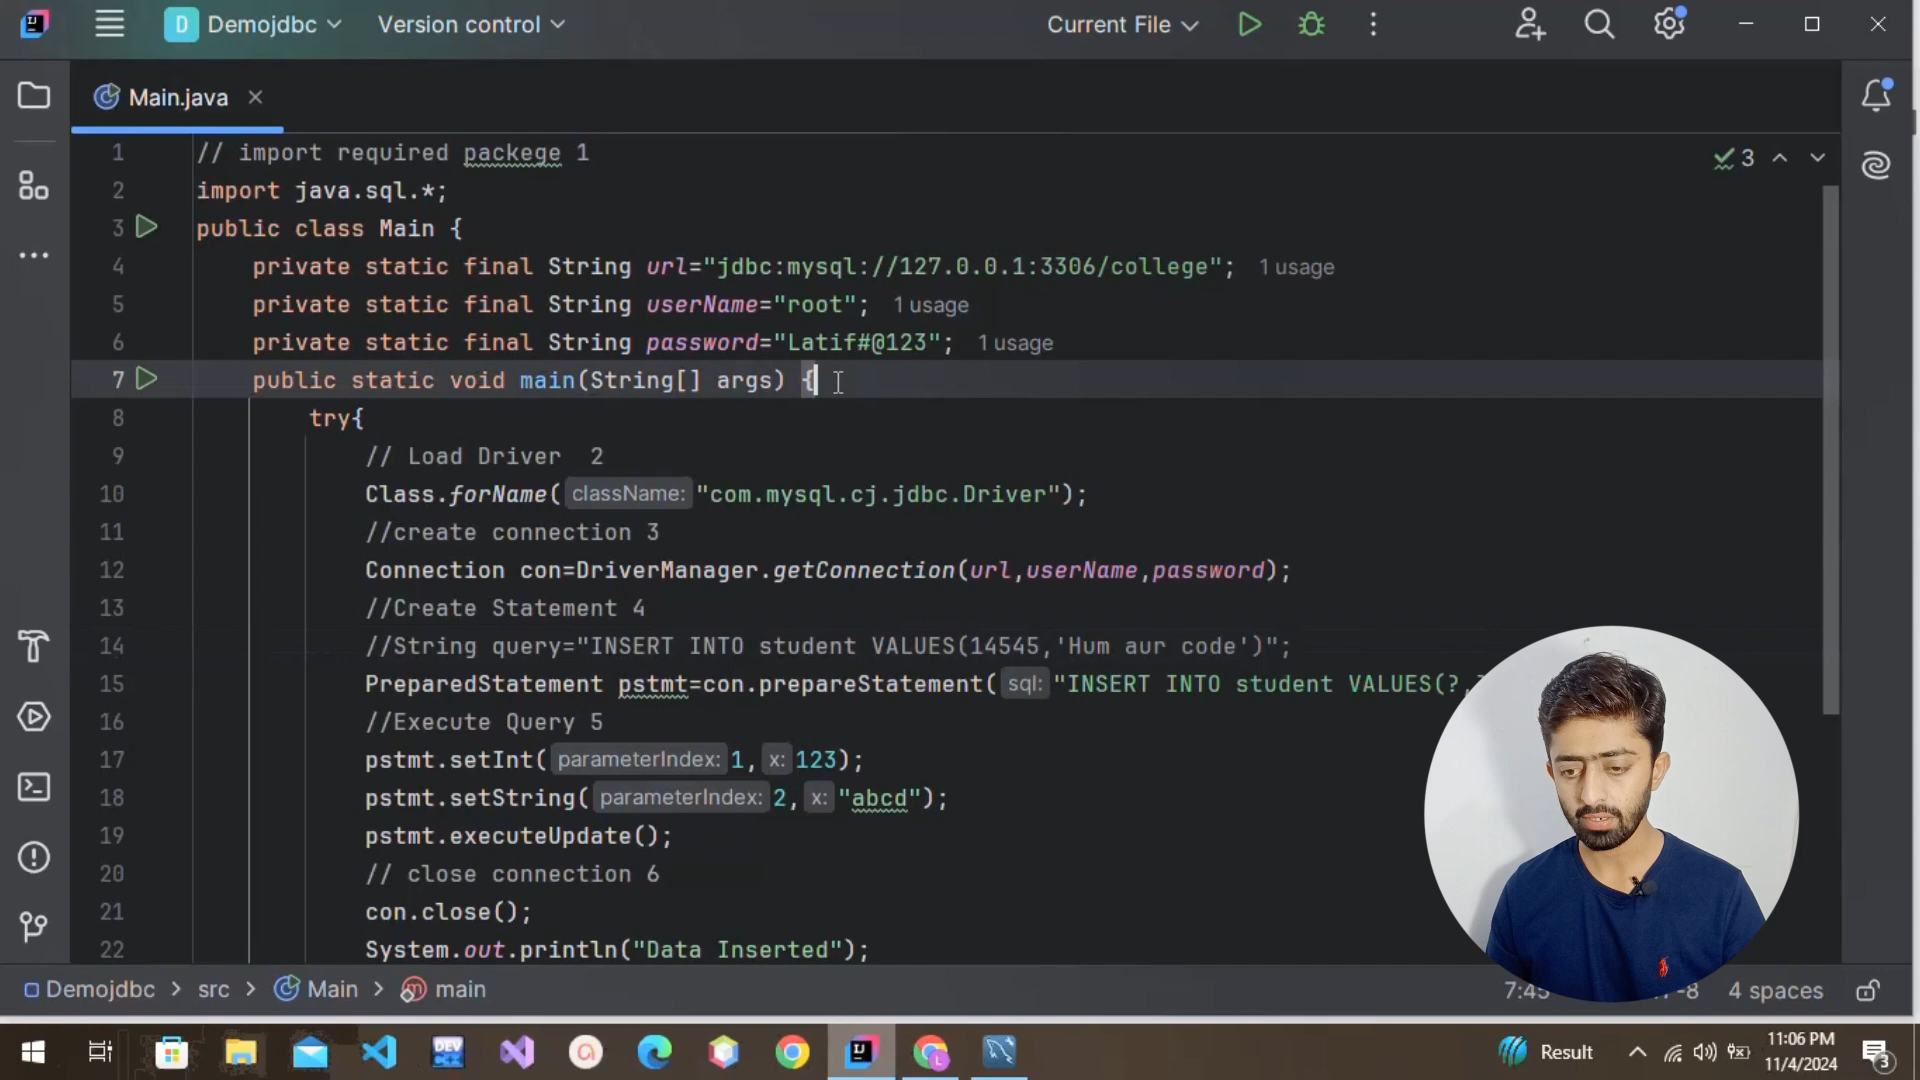 D Demojdbc Version control Current File
Main.java
3
1 // import required packege 1
2 import java.sql.*;
3 public class Main {
4 private static final String url="jdbc:mysql://127.0.0.1:3306/college"; 1 usage
5 private static final String userName="root"; 1 usage
6 private static final String password="Latif#@123"; 1 usage
7 public static void main(String[] args) {
8 try{
9 // Load Driver 2
10 Class.forName( className: "com.mysql.cj.jdbc.Driver");
11 //create connection 3
12 Connection con=DriverManager.getConnection(url,userName,password);
13 //Create Statement 4
14 //String query="INSERT INTO student VALUES(14545,'Hum aur code')";
15 PreparedStatement pstmt=con.prepareStatement( sql: "INSERT INTO student VALUES(?,
16 //Execute Query 5
17 pstmt.setInt( parameterIndex: 1, x: 123);
18 pstmt.setString( parameterIndex: 2, x: "abcd");
19 pstmt.executeUpdate();
20 // close connection 6
21 con.close();
22 System.out.println("Data Inserted");
Demojdbc > src > Main > main 7:45 -8 4 spaces
DEV Result 11:06 PM
11/4/2024 3